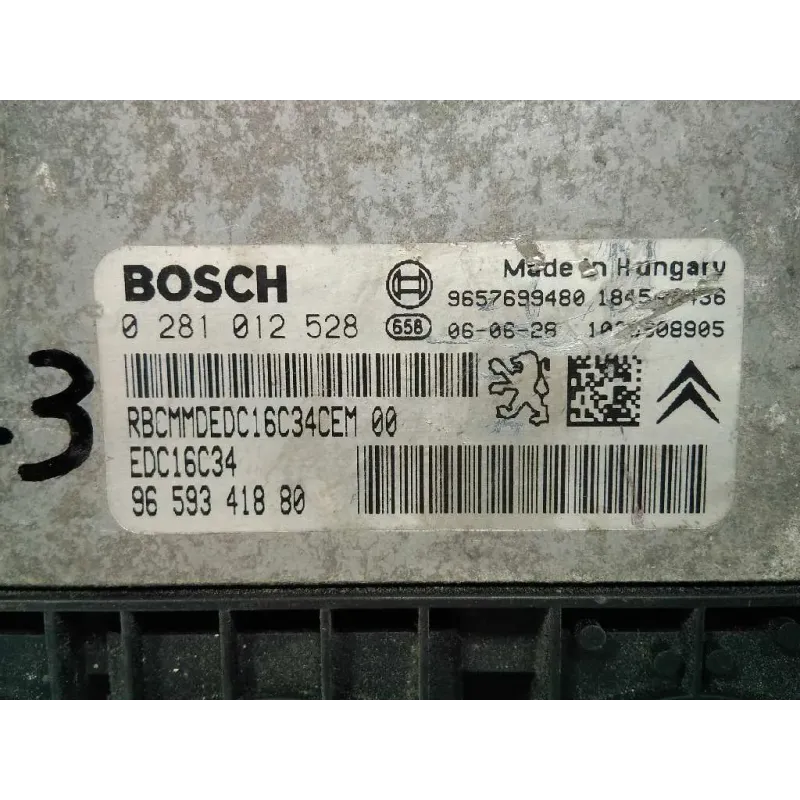 BOSCH
Made in Hungary
9657699480
0 281 012 528
658
06-06-28
RBCMMDEDC16C34CEM 00
EDC16C34
96 593 418 80
-3